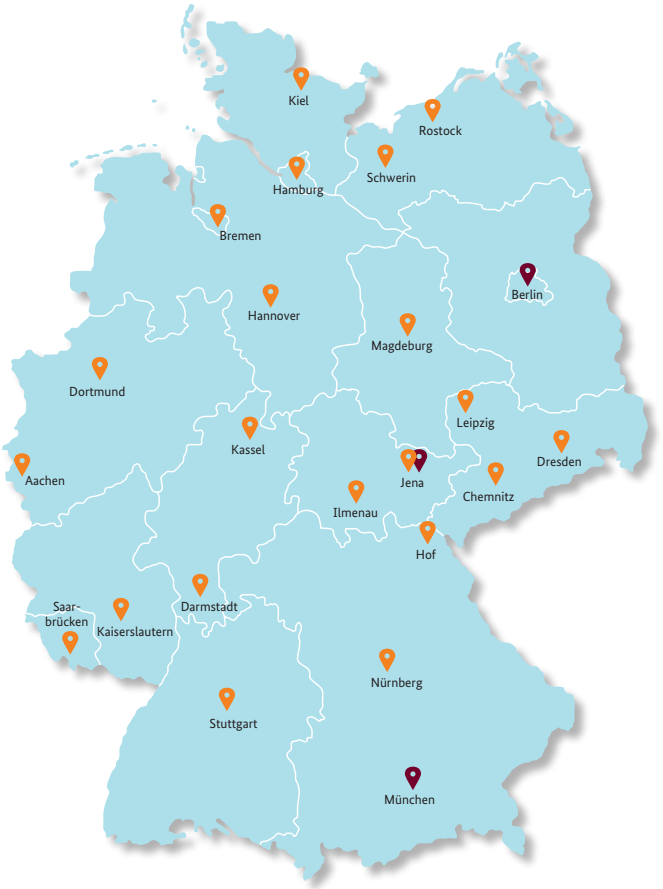 Kiel
Rostock
Schwerin
Hamburg
Bremen
Berlin
Hannover
Magdeburg
Dortmund
Leipzig
Kassel
Dresden
Aachen
Jena
Chemnitz
Ilmenau
Hof
Saar-
brücken
Darmstadt
Kaiserslautern
Nürnberg
Stuttgart
München